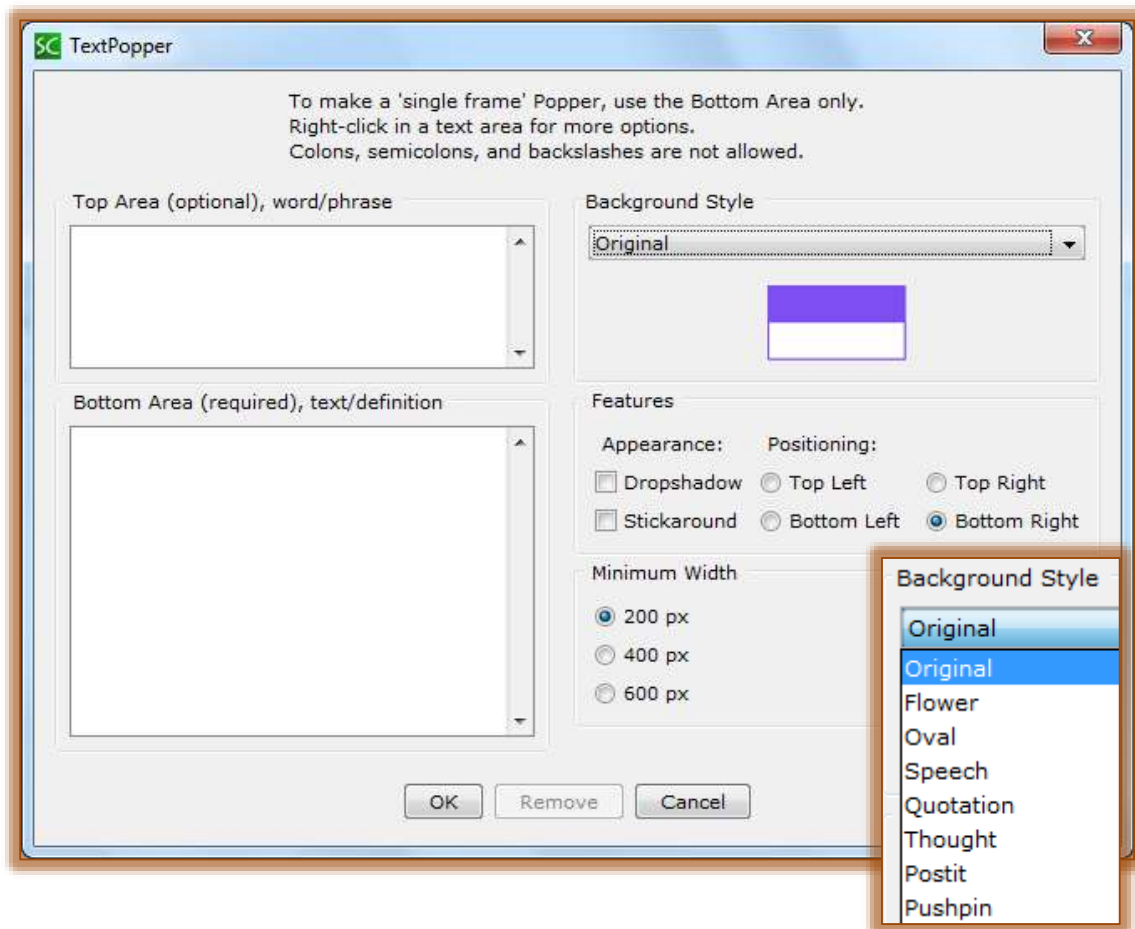 SC TextPopper
To make a 'single frame' Popper, use the Bottom Area only.
Right-click in a text area for more options.
Colons, semicolons, and backslashes are not allowed.
Top Area (optional), word/phrase
Background Style
Original
Bottom Area (required), text/definition
Features
Appearance: Positioning:
Dropshadow Top Left Top Right
Stickaround Bottom Left Bottom Right
Minimum Width
200 px
400 px
600 px
OK Remove Cancel
Background Style
Original
Original
Flower
Oval
Speech
Quotation
Thought
Postit
Pushpin